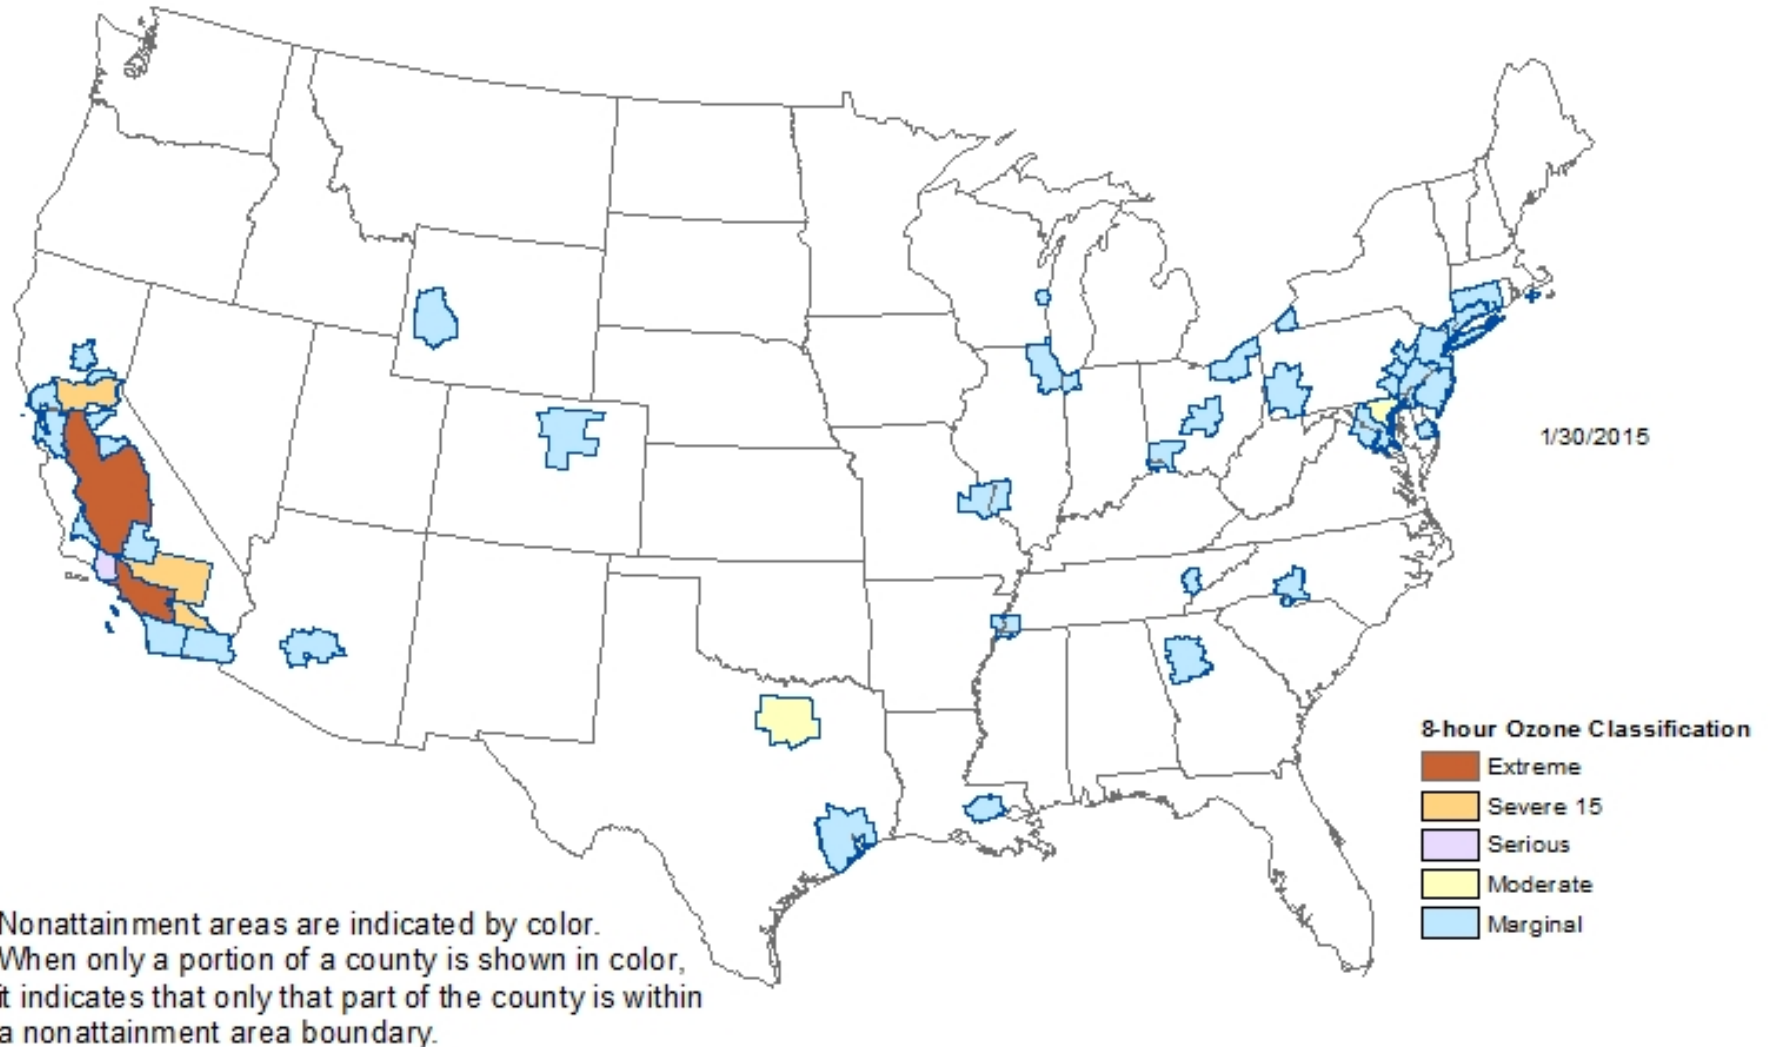 1/30/2015
8-hour Ozone Classification
Extreme
Severe 15
Serious
Moderate
Marginal
Nonattainment areas are indicated by color.
When only a portion of a county is shown in color,
it indicates that only that part of the county is within
a nonattainment area boundary.